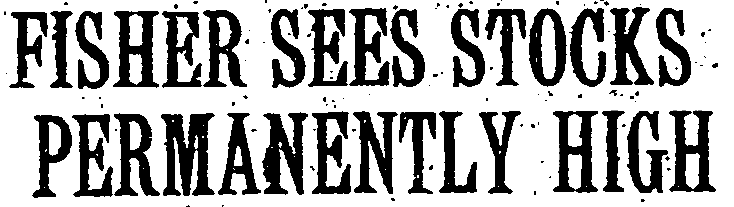 FISHER SEES STOCKS
PERMANENTLY HIGH